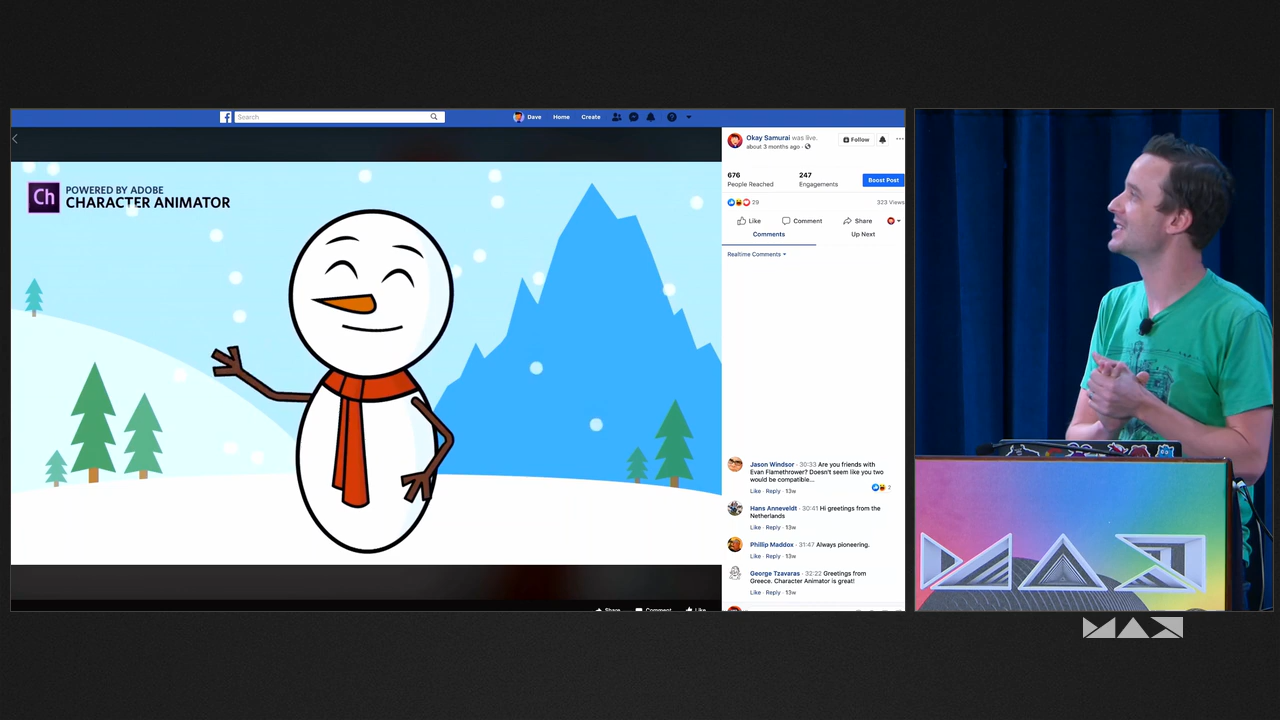 Search
Dave
Home
Create
Ch
POWERED BY ADOBE
CHARACTER ANIMATOR
Okay Samurai was live.
about 3 months ago ·
Follow
676
People Reached
247
Engagements
Boost Post
29
323 Views
Like
Comment
Share
Comments
Up Next
Realtime Comments
Jason Windsor · 30:33 Are you friends with
Evan Flamethrower? Doesn't seem like you two
would be compatible...
2
Like · Reply · 13w
Hans Anneveldt · 30:41 Hi greetings from the
Netherlands
Like · Reply · 13w
Phillip Maddox · 31:47 Always pioneering.
Like · Reply · 13w
George Tzavaras · 32:22 Greetings from
Greece. Character Animator is great!
Like · Reply · 13w
Share
Comment
Like
MAX
MAX